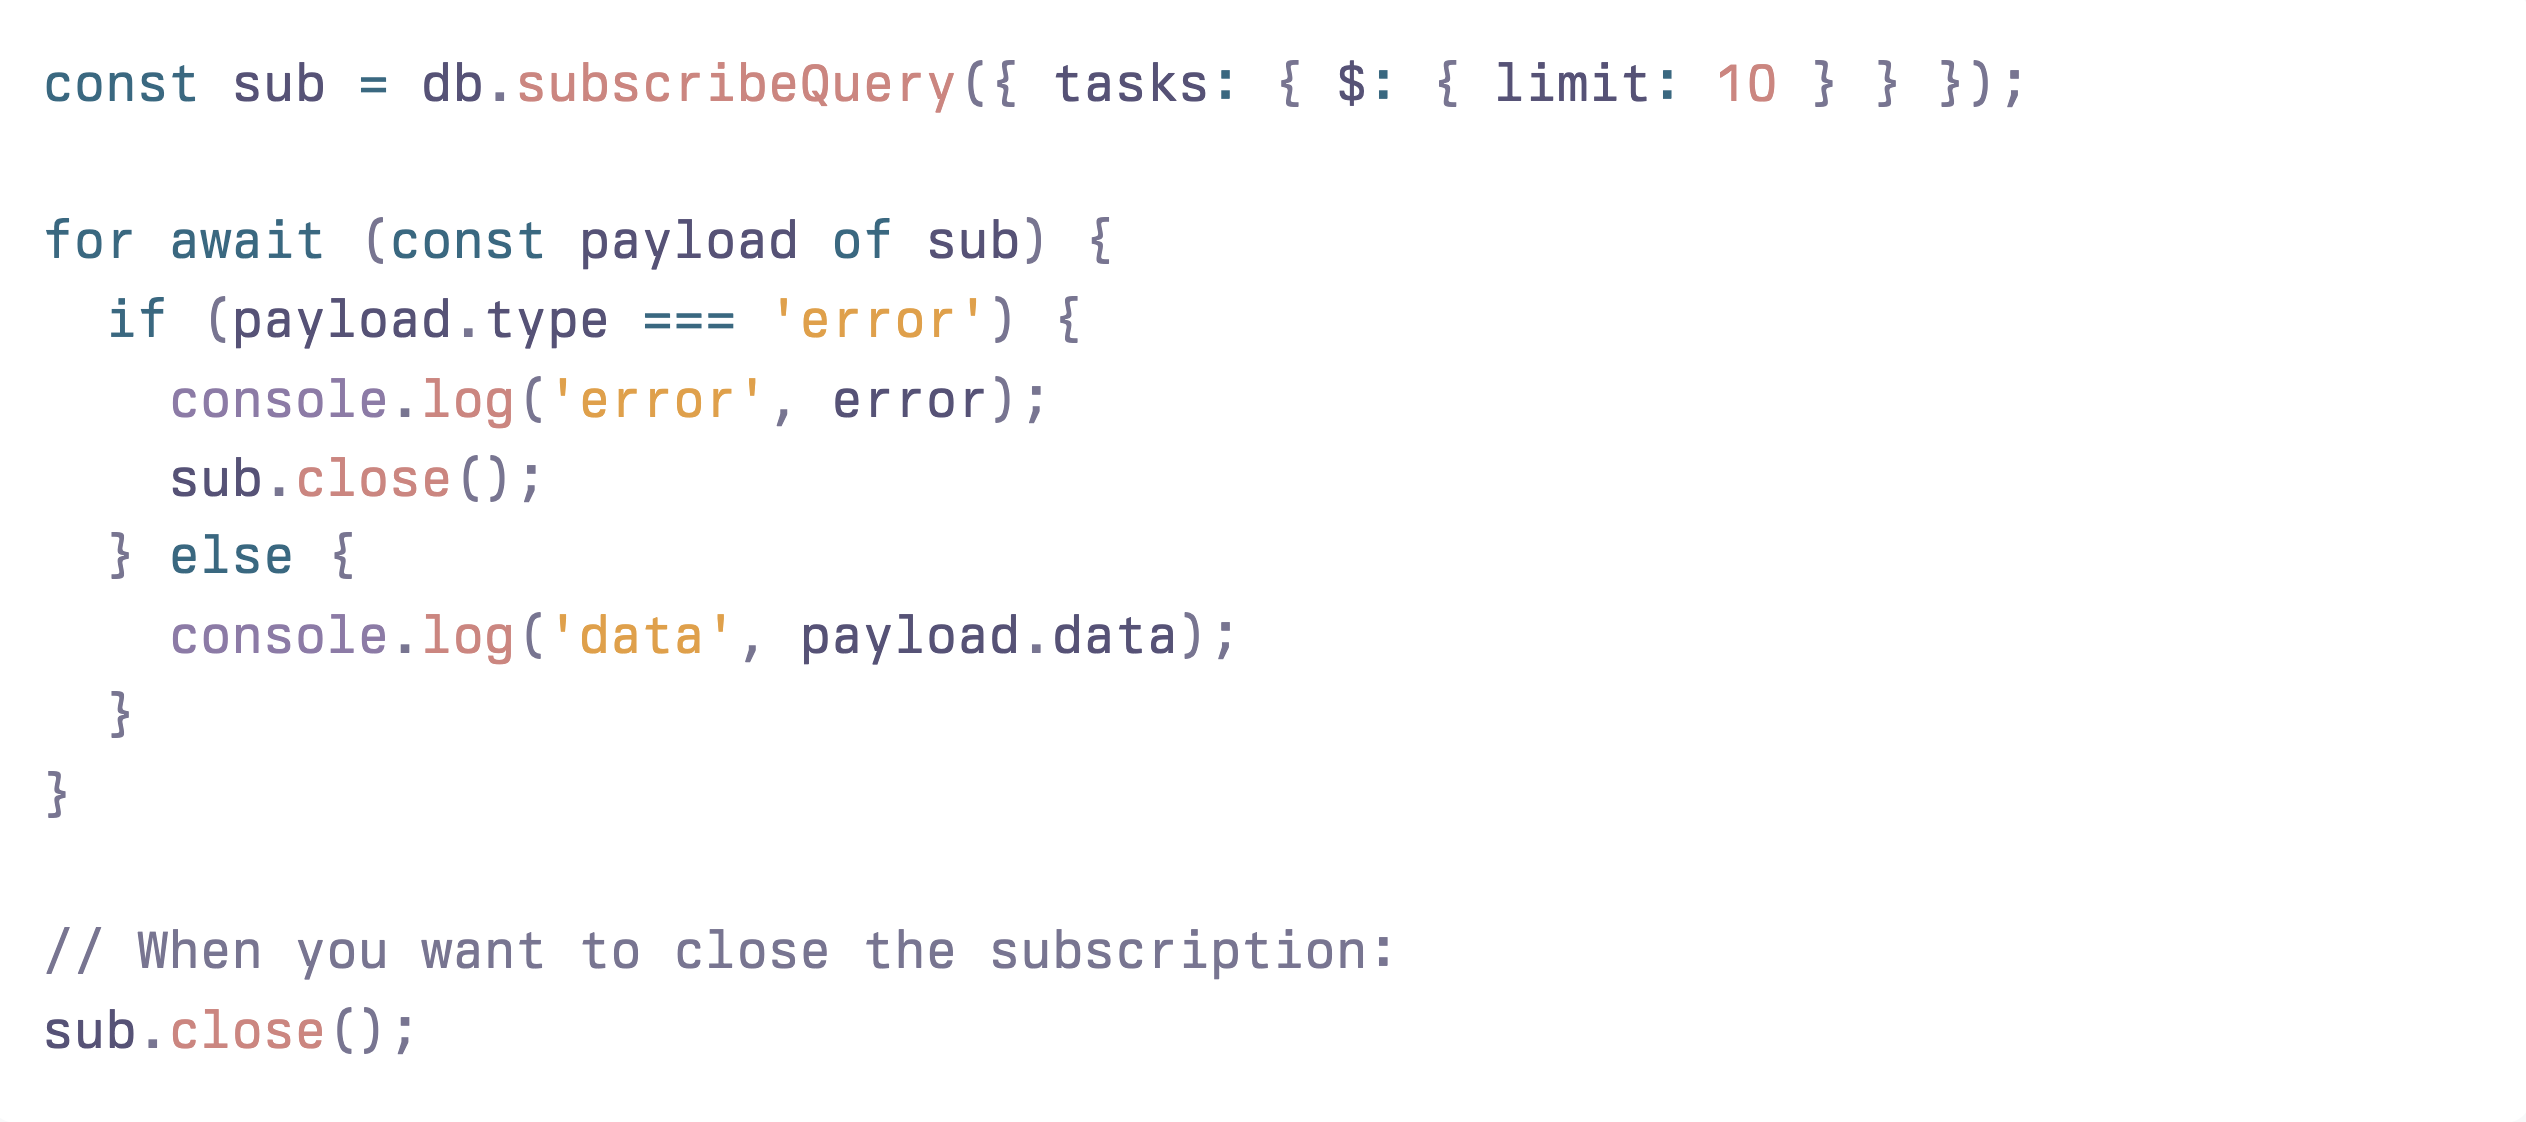 const sub = db.subscribeQuery({ tasks: { $: { limit: 10 } } });

for await (const payload of sub) {
  if (payload.type === 'error') {
    console.log('error', error);
    sub.close();
  } else {
    console.log('data', payload.data);
  }
}

// When you want to close the subscription:
sub.close();